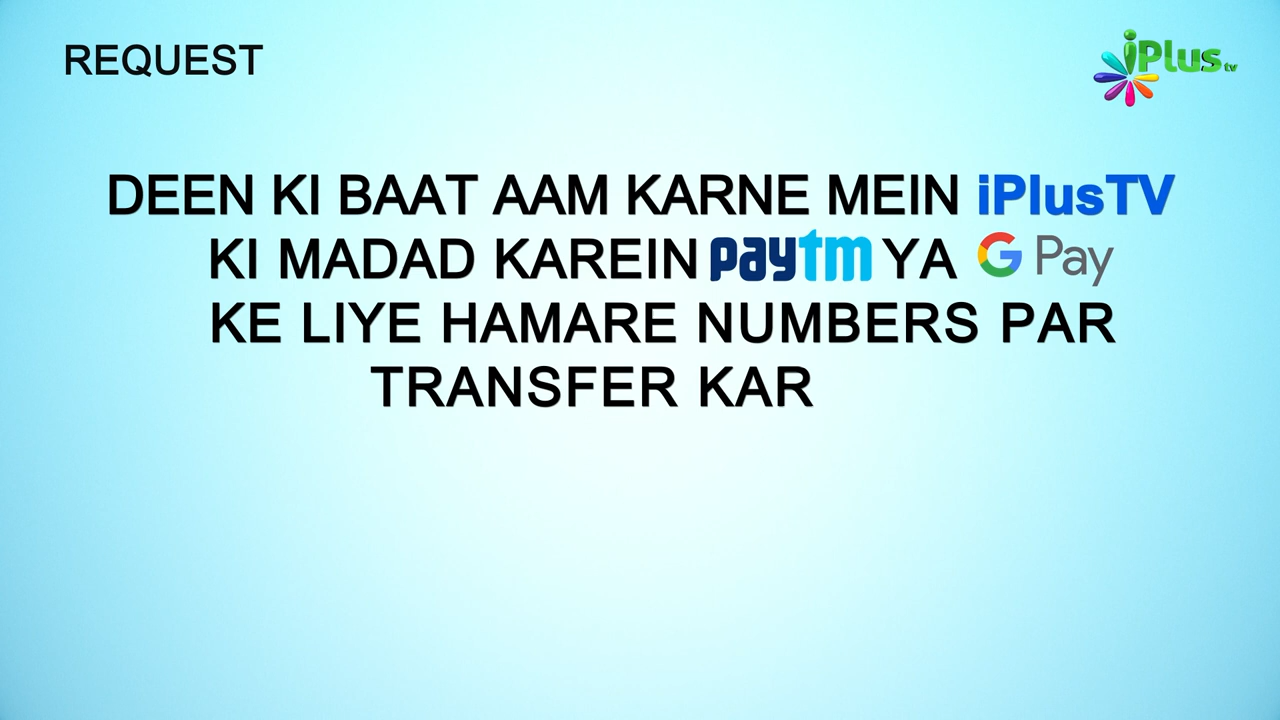 REQUEST
iPlus tv
DEEN KI BAAT AAM KARNE MEIN iPlusTV
KI MADAD KAREIN paytm YA G Pay
KE LIYE HAMARE NUMBERS PAR
TRANSFER KAR